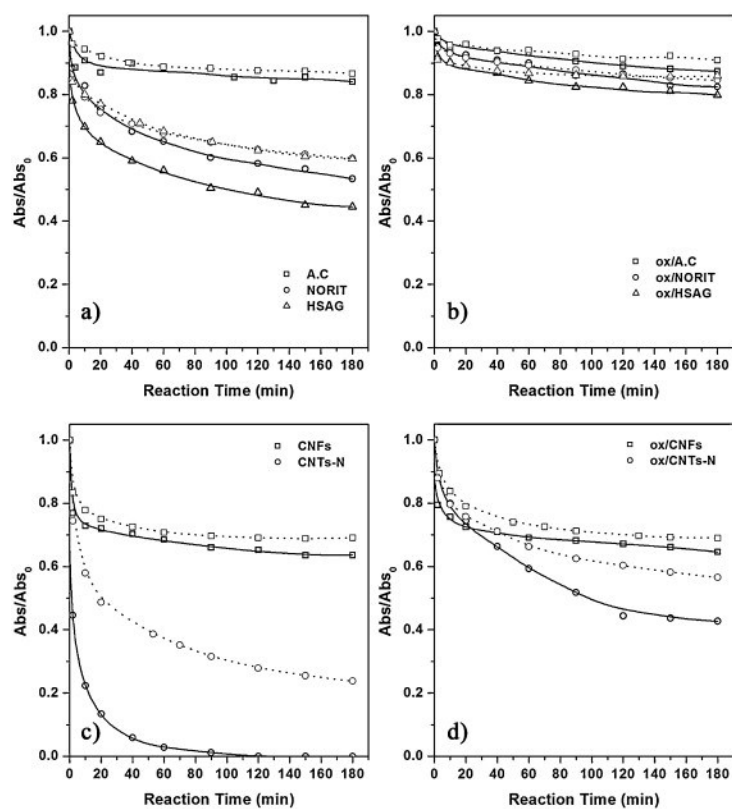 1.0
0.8
0.6
0.4
0.2
0.0
Abs/Abs0
A.C
NORIT
HSAG
a)
0 20 40 60 80 100 120 140 160 180
Reaction Time (min)
1.0
0.8
0.6
0.4
0.2
0.0
Abs/Abs0
ox/A.C
ox/NORIT
ox/HSAG
b)
0 20 40 60 80 100 120 140 160 180
Reaction Time (min)
1.0
0.8
0.6
0.4
0.2
0.0
Abs/Abs0
CNFs
CNTs-N
c)
0 20 40 60 80 100 120 140 160 180
Reaction Time (min)
1.0
0.8
0.6
0.4
0.2
0.0
Abs/Abs0
ox/CNFs
ox/CNTs-N
d)
0 20 40 60 80 100 120 140 160 180
Reaction Time (min)